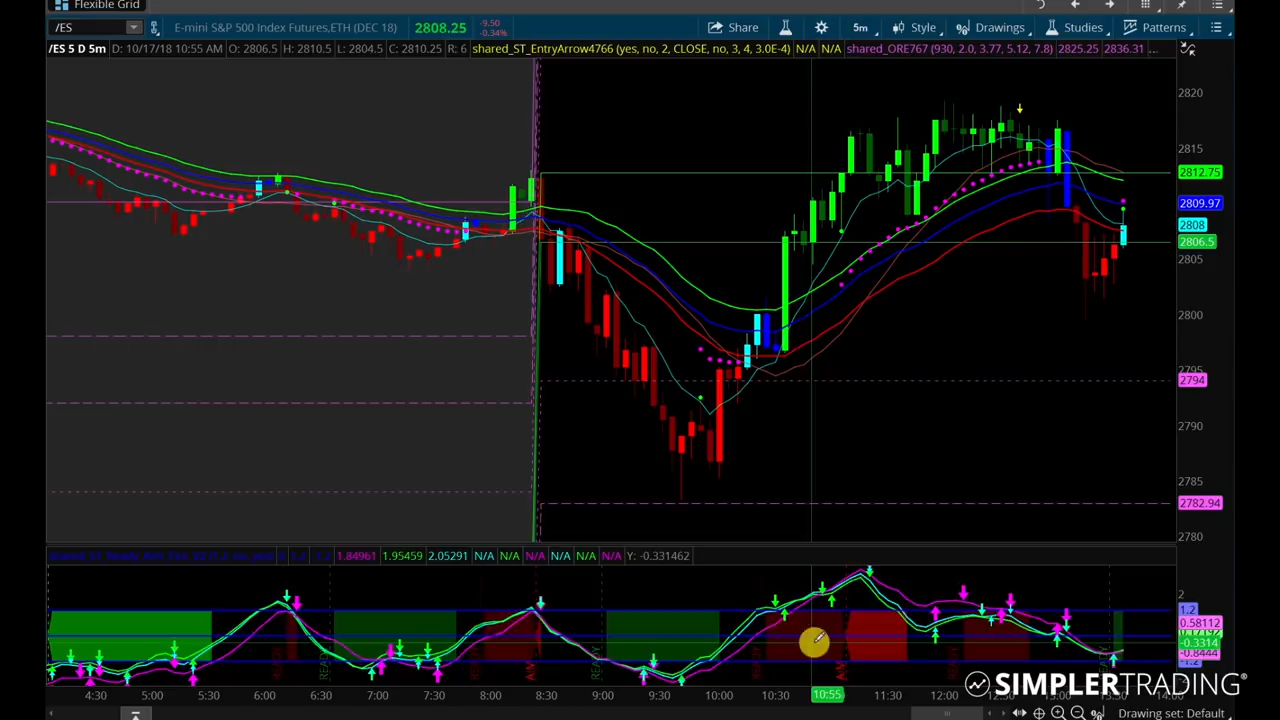 Flexible Grid
/ES E-mini S&P 500 Index Futures,ETH (DEC 18) 2808.25 -9.50 -0.34% Share 5m Style Drawings Studies Patterns
/ES 5 D 5m D: 10/17/18 10:55 AM O: 2806.5 H: 2810.5 L: 2804.5 C: 2810.25 R: 6 shared_ST_EntryArrow4766 (yes, no, 2, CLOSE, no, 3, 4, 3.0E-4) N/A N/A shared_ORE767 (930, 2.0, 3.77, 5.12, 7.8) 2825.25 2836.31 ...
2820
2815
2812.75
2809.97
2808
2806.5
2805
2800
2795
2794
2790
2785
2782.94
2780
1.84961 1.95459 2.05291 N/A N/A N/A N/A N/A N/A Y: -0.331462
2
1.2
0.58112
-0.3314
-0.8444
-1.2
READY READY
4:30 5:00 5:30 6:00 6:30 7:00 7:30 8:00 8:30 9:00 9:30 10:00 10:30 10:55 11:30 12:00
SIMPLERTRADING®
Drawing set: Default